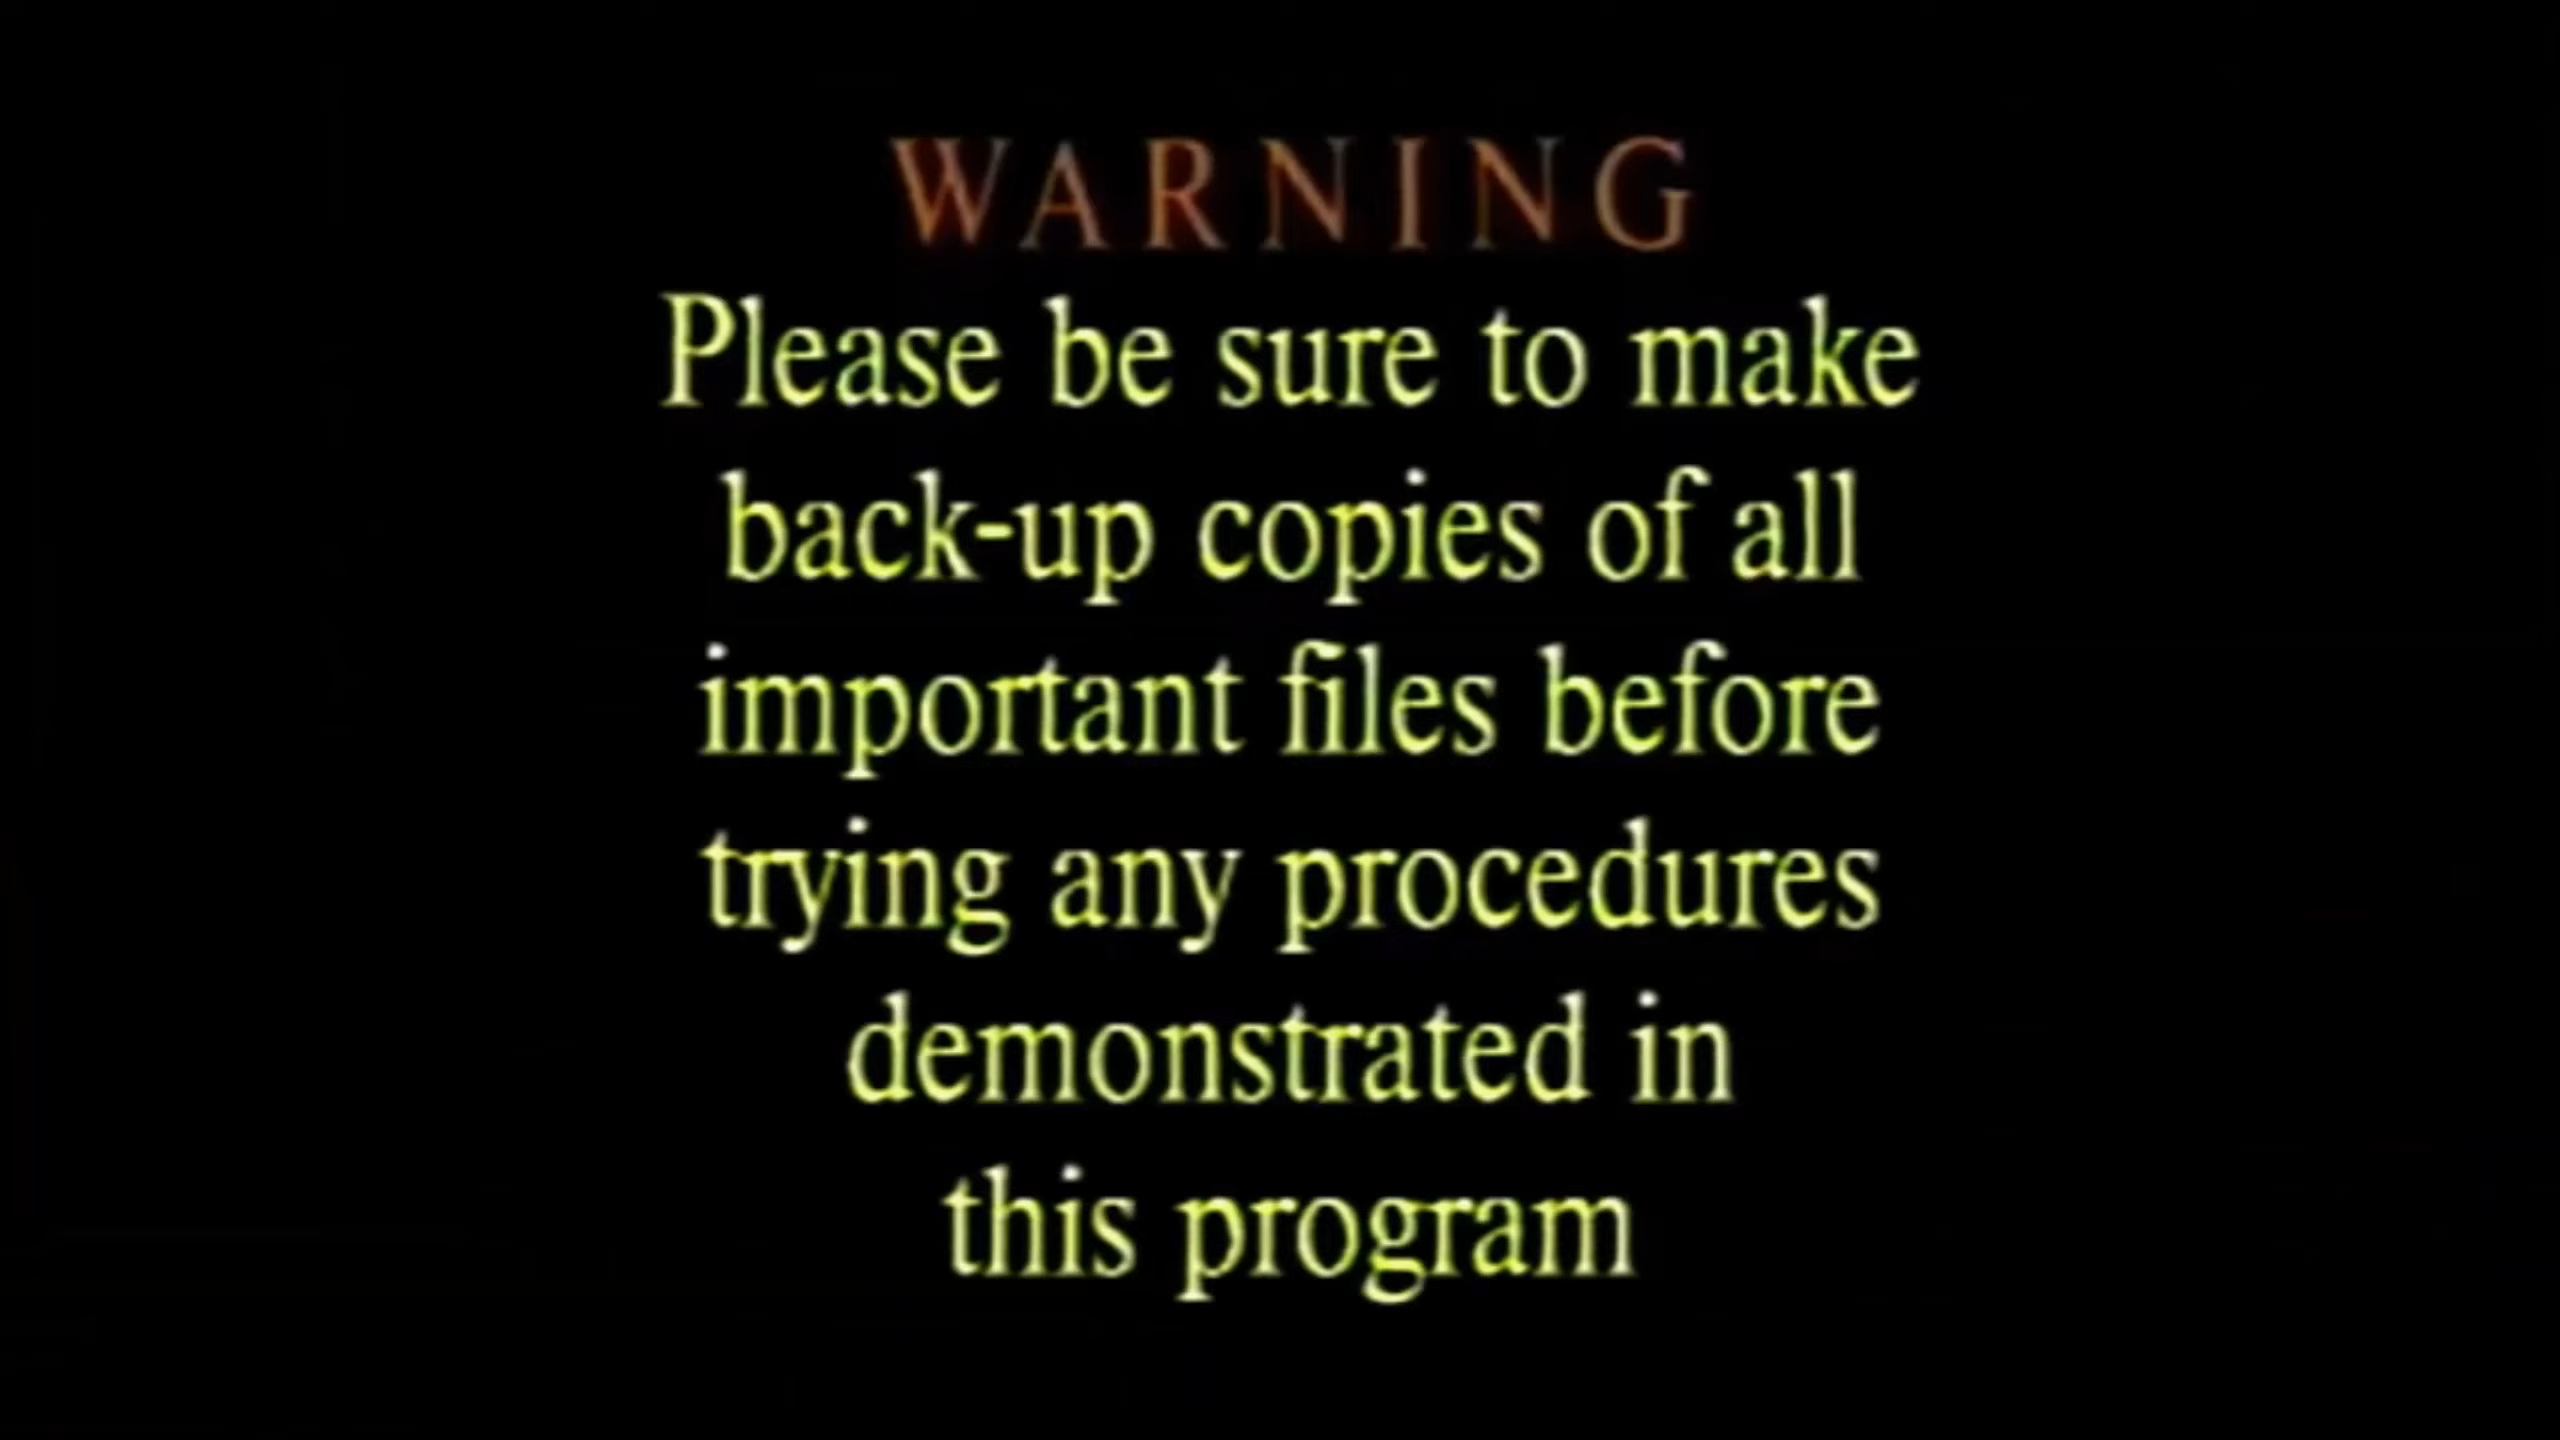 WARNING
Please be sure to make
back-up copies of all
important files before
trying any procedures
demonstrated in
this program